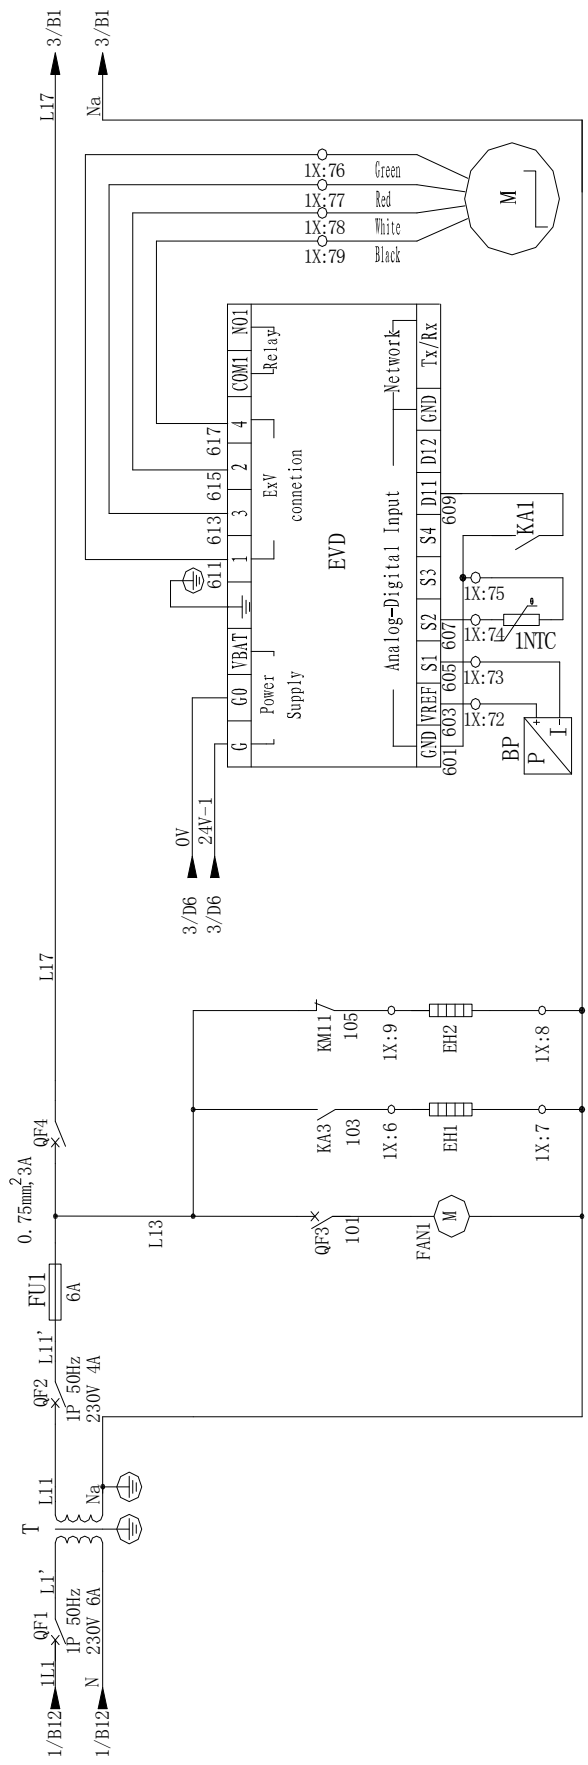 1/B12
1L1
QF1
1P 50Hz
230V 6A
L1'
T
L11
QF2
1P 50Hz
230V 4A
L11'
FU1
6A
0.75mm²,3A
QF4
L17
L17
3/B1
1/B12
N
Na
Na
3/B1
L13
QF3
101
FAN1
M
KA3
103
1X:6
EH1
1X:7
KM11
105
1X:9
EH2
1X:8
3/D6
0V
3/D6
24V-1
G
G0
VBAT
1
3
2
4
COM1
NO1
611
613
615
617
Power
Supply
ExV
connetion
Relay
EVD
Analog-Digital Input
Network
GND
VREF
S1
S2
S3
S4
D11
D12
GND
Tx/Rx
601
603
605
607
609
1X:72
1X:73
1X:74
1X:75
BP
P
I
+
-
1NTC
θ
KA1
1X:76
Green
1X:77
Red
1X:78
White
1X:79
Black
M